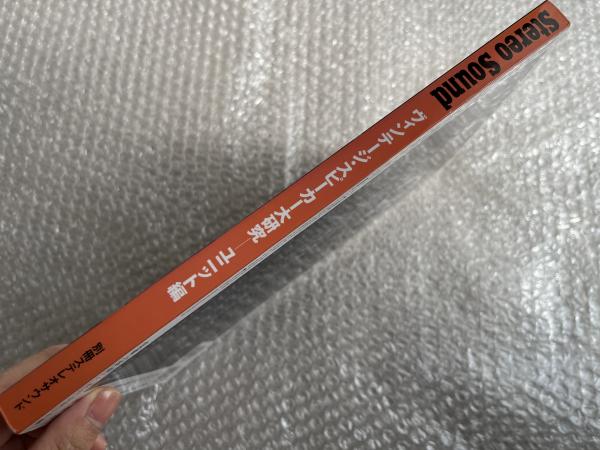 Stereo Sound
ヴィンテージ・スピーカー大研究─ユニット編
別冊ステレオサウンド